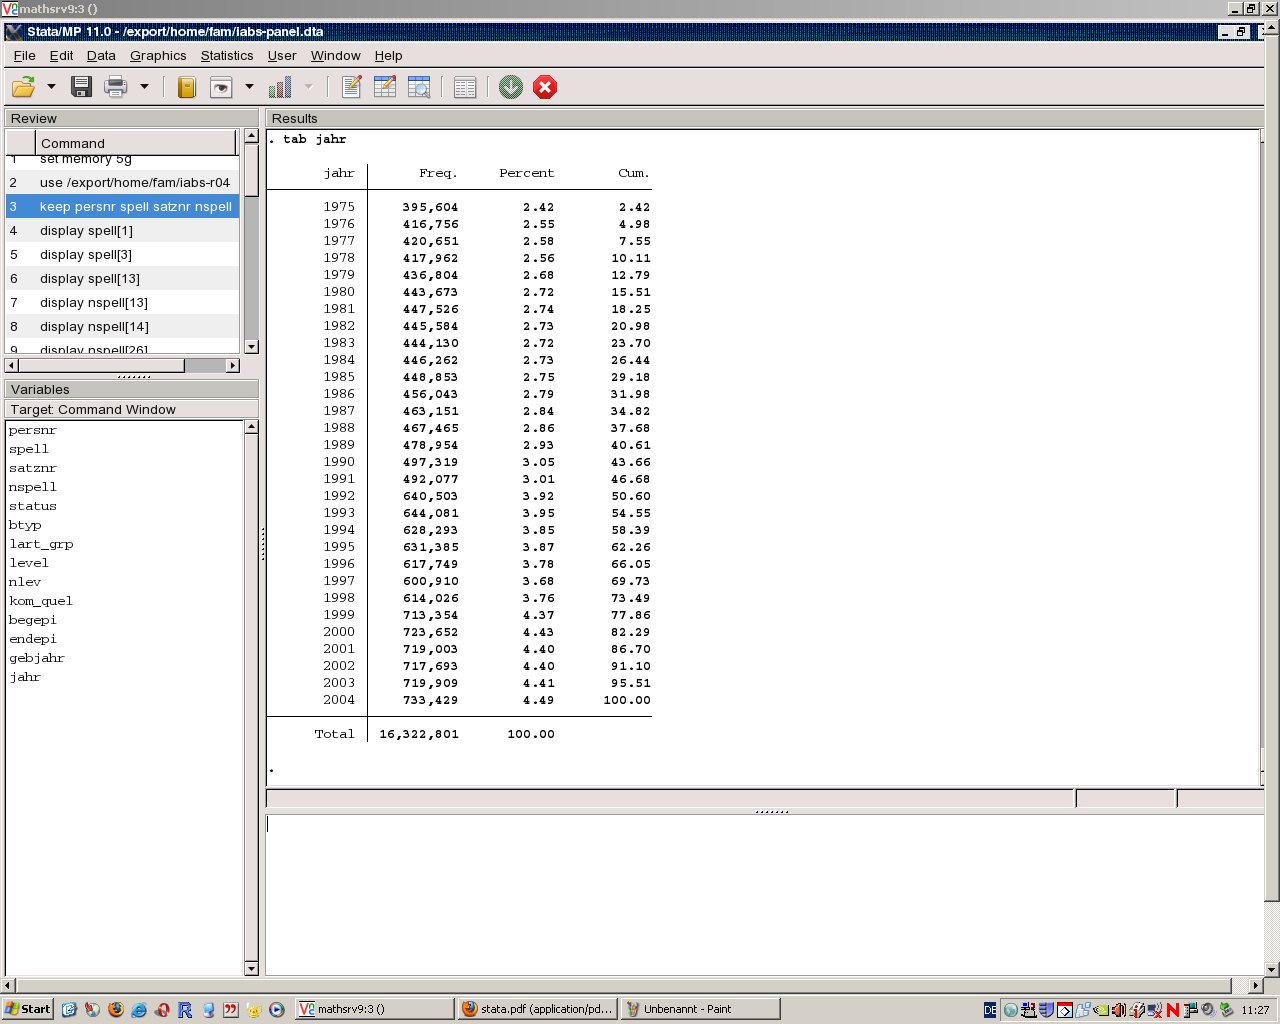 mathsrv9:3 ()
Stata/MP 11.0 - /export/home/fam/iabs-panel.dta
File Edit Data Graphics Statistics User Window Help
Review
Command
1 set memory 5g
2 use /export/home/fam/iabs-r04
3 keep persnr spell satznr nspell
4 display spell[1]
5 display spell[3]
6 display spell[13]
7 display nspell[13]
8 display nspell[14]
9 display nspell[26]
Variables
Target: Command Window
persnr
spell
satznr
nspell
status
btyp
lart_grp
level
nlev
kom_quel
begepi
endepi
gebjahr
jahr
Results
. tab jahr
jahr Freq. Percent Cum.
1975 395,604 2.42 2.42
1976 416,756 2.55 4.98
1977 420,651 2.58 7.55
1978 417,962 2.56 10.11
1979 436,804 2.68 12.79
1980 443,673 2.72 15.51
1981 447,526 2.74 18.25
1982 445,584 2.73 20.98
1983 444,130 2.72 23.70
1984 446,262 2.73 26.44
1985 448,853 2.75 29.18
1986 456,043 2.79 31.98
1987 463,151 2.84 34.82
1988 467,465 2.86 37.68
1989 478,954 2.93 40.61
1990 497,319 3.05 43.66
1991 492,077 3.01 46.68
1992 640,503 3.92 50.60
1993 644,081 3.95 54.55
1994 628,293 3.85 58.39
1995 631,385 3.87 62.26
1996 617,749 3.78 66.05
1997 600,910 3.68 69.73
1998 614,026 3.76 73.49
1999 713,354 4.37 77.86
2000 723,652 4.43 82.29
2001 719,003 4.40 86.70
2002 717,693 4.40 91.10
2003 719,909 4.41 95.51
2004 733,429 4.49 100.00
Total 16,322,801 100.00
.
Start mathsrv9:3 () stata.pdf (application/pd... Unbenannt - Paint DE 11:27